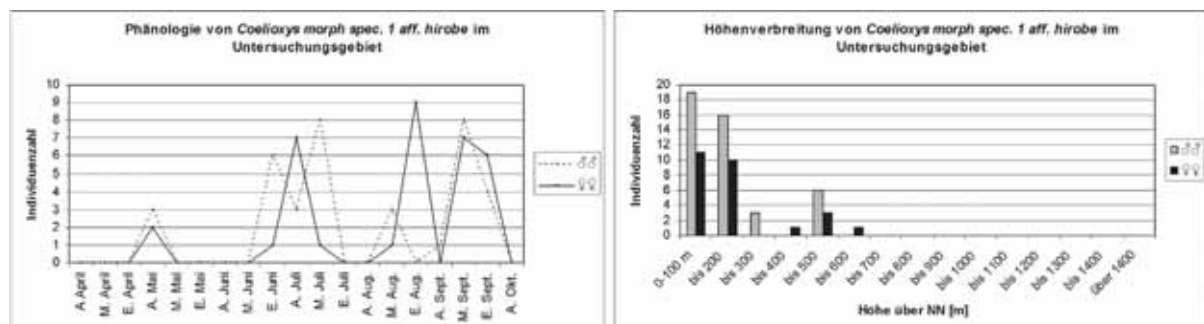 Phänologie von Coelioxys morph spec. 1 aff. hirobe im
Untersuchungsgebiet
Individuenzahl
10
9
8
7
6
5
4
3
2
1
0
A. April
M. April
E. April
A. Mai
M. Mai
E. Mai
A. Juni
M. Juni
E. Juni
A. Juli
M. Juli
E. Juli
A. Aug.
M. Aug.
E. Aug.
A. Sept.
M. Sept.
E. Sept.
A. Okt.
♂♂
♀♀
Höhenverbreitung von Coelioxys morph spec. 1 aff. hirobe im
Untersuchungsgebiet
Individuenzahl
20
18
16
14
12
10
8
6
4
2
0
0-100 m
bis 200
bis 300
bis 400
bis 500
bis 600
bis 700
bis 800
bis 900
bis 1000
bis 1100
bis 1200
bis 1300
bis 1400
über 1400
Höhe über NN [m]
♂♂
♀♀